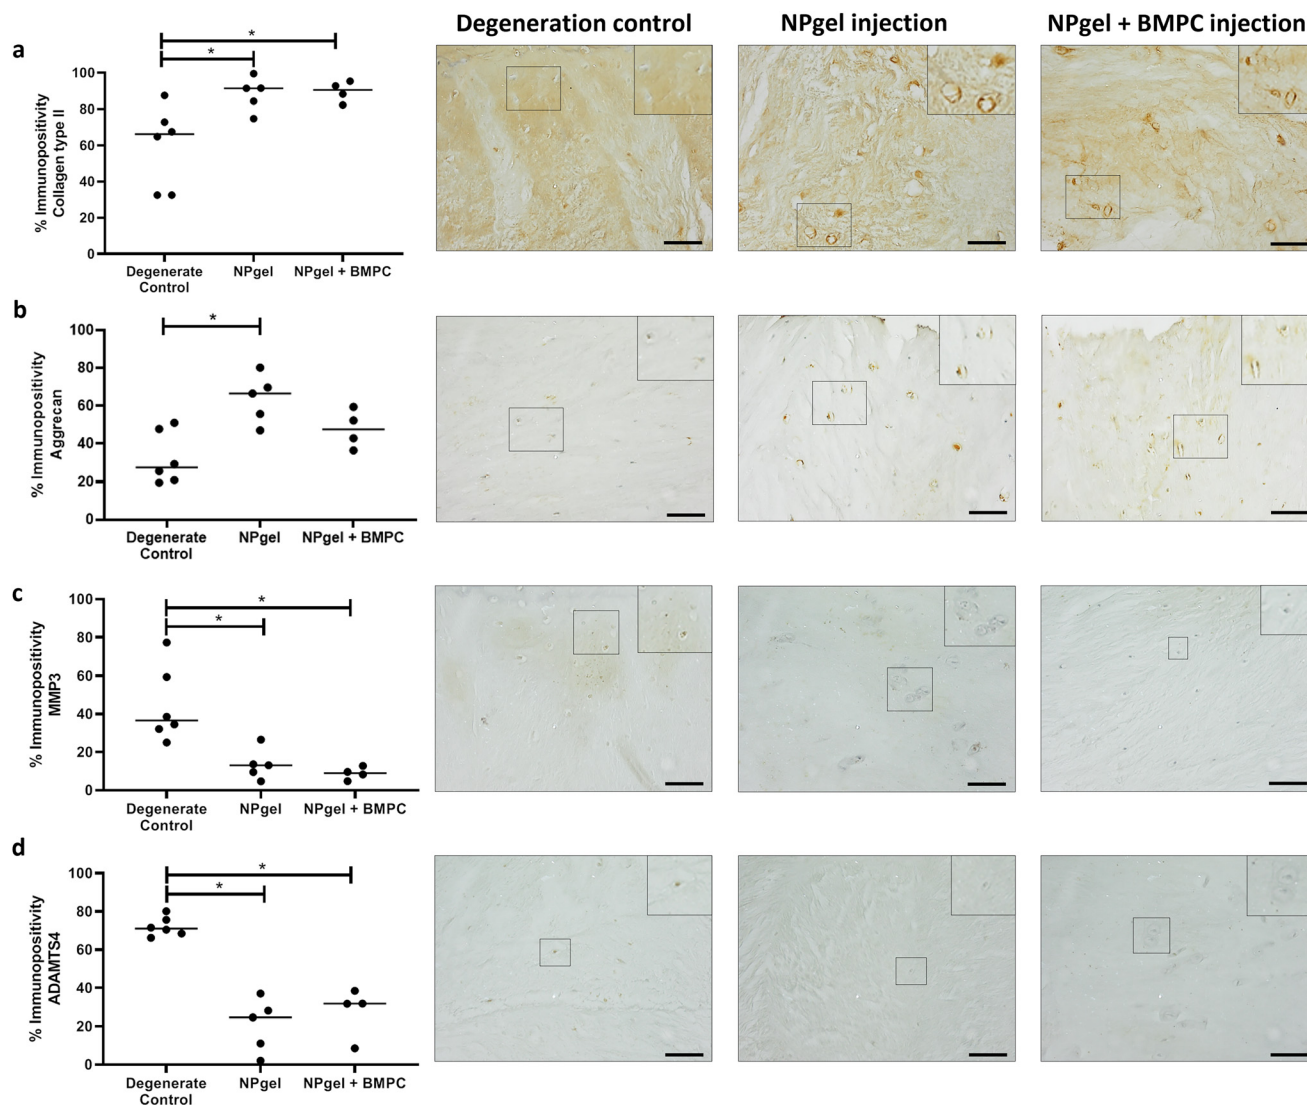 Degeneration control
NPgel injection
NPgel + BMPC injection
a
*
*
% Immunopositivity
Collagen type II
100
80
60
40
20
0
Degenerate
Control
NPgel
NPgel + BMPC
b
*
% Immunopositivity
Aggrecan
100
80
60
40
20
0
Degenerate
Control
NPgel
NPgel + BMPC
c
*
*
% Immunopositivity
MMP3
100
80
60
40
20
0
Degenerate
Control
NPgel
NPgel + BMPC
d
*
*
% Immunopositivity
ADAMTS4
100
80
60
40
20
0
Degenerate
Control
NPgel
NPgel + BMPC